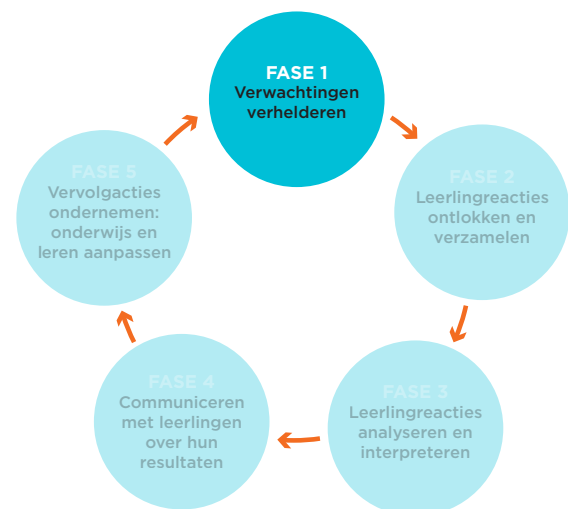 FASE 1
Verwachtingen
verhelderen
FASE 2
Leerlingreacties
ontlokken en
verzamelen
FASE 3
Leerlingreacties
analyseren en
interpreteren
FASE 4
Communiceren
met leerlingen
over hun
resultaten
FASE 5
Vervolgacties
ondernemen:
onderwijs en
leren aanpassen